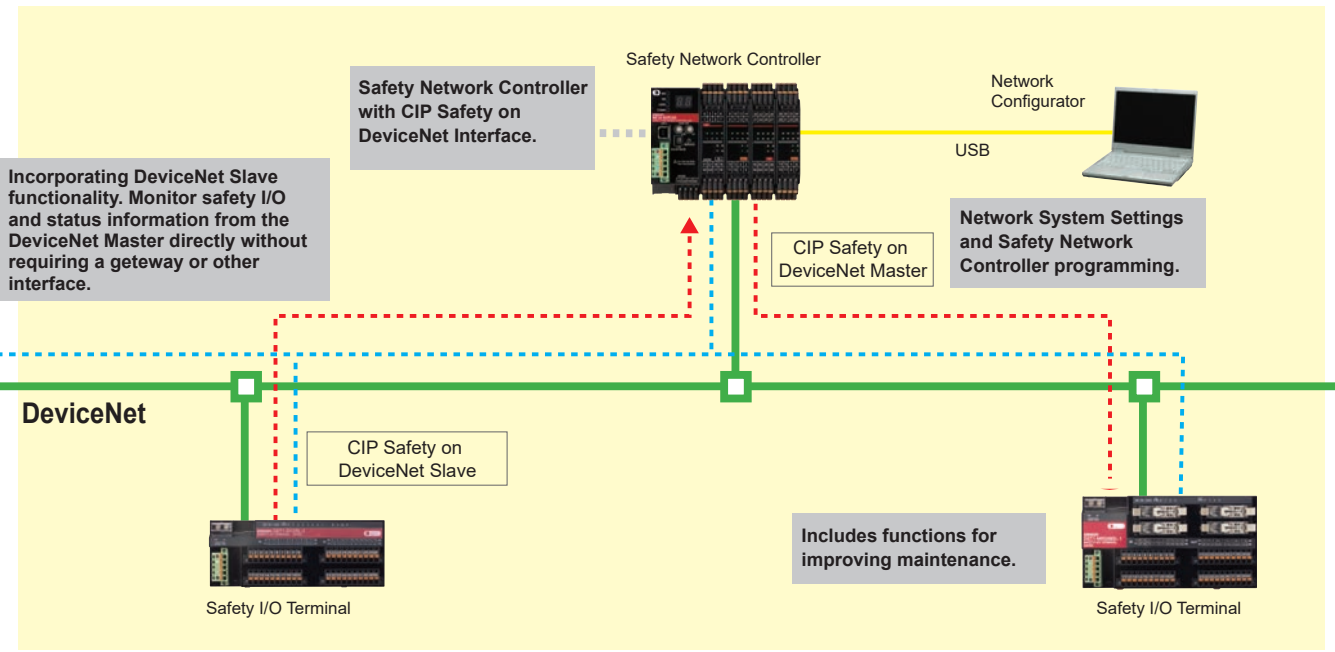 Safety Network Controller
Safety Network Controller
with CIP Safety on
DeviceNet Interface.
Network
Configurator
USB
Incorporating DeviceNet Slave
functionality. Monitor safety I/O
and status information from the
DeviceNet Master directly without
requiring a geteway or other
interface.
CIP Safety on
DeviceNet Master
Network System Settings
and Safety Network
Controller programming.
DeviceNet
CIP Safety on
DeviceNet Slave
Includes functions for
improving maintenance.
Safety I/O Terminal
Safety I/O Terminal